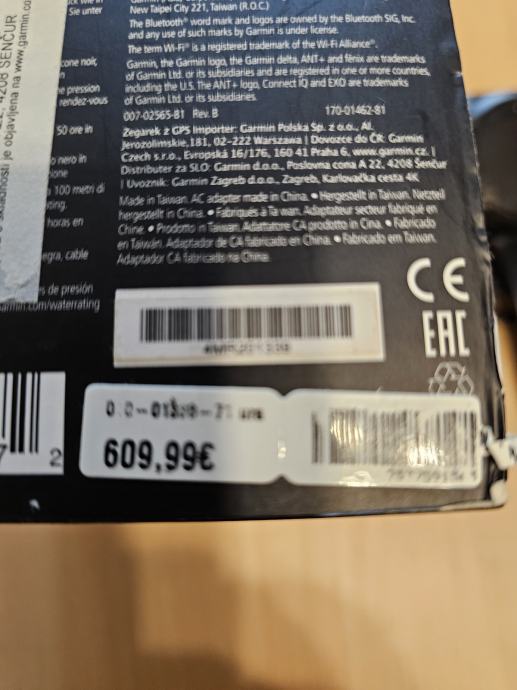 Sie unter
cone noir,
n
e pression
rendez-vous
50 ore in
o nero in
100 metri di
horas en
negra, cable
s de presión
garmin.com/waterrating
4208 ŠENČUR
je objavljena na www.garmin.co
New Taipei City 221, Taiwan (R.O.C.)
The Bluetooth® word mark and logos are owned by the Bluetooth SIG, Inc.
and any use of such marks by Garmin is under license.
The term Wi-Fi® is a registered trademark of the Wi-Fi Alliance®.
Garmin, the Garmin logo, the Garmin delta, ANT+ and fēnix are trademarks
of Garmin Ltd. or its subsidiaries and are registered in one or more countries,
including the U.S. The ANT+ logo, Connect IQ and EXO are trademarks
of Garmin Ltd. or its subsidiaries.
007-02565-81 Rev. B 170-01462-81
Zegarek z GPS Importer: Garmin Polska Sp. z o.o., Al.
Jerozolimskie,181, 02-222 Warszawa | Dovozce do ČR: Garmin
Czech s.r.o., Evropská 16/176, 160 41 Praha 6, www.garmin.cz. |
Distributer za SLO: Garmin d.o.o., Poslovna cona A 22, 4208 Šenčur
| Uvoznik: Garmin Zagreb d.o.o., Zagreb, Karlovačka cesta 4K
Made in Taiwan. AC adapter made in China. • Hergestellt in Taiwan. Netzteil
hergestellt in China. • Fabriqués à Taïwan. Adaptateur secteur fabriqué en
Chine. • Prodotto in Taiwan. Adattatore CA prodotto in Cina. • Fabricado
en Taiwán. Adaptador de CA fabricado en China. • Fabricado em Taiwan.
Adaptador CA fabricado na China.
CE
EAC
7 2
609,99€